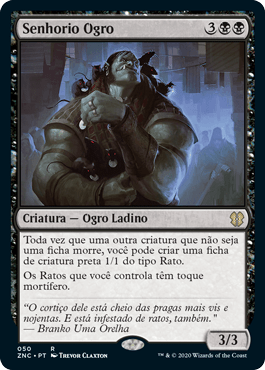 Senhorio Ogro 3
Criatura — Ogro Ladino
Toda vez que uma outra criatura que não seja
uma ficha morre, você pode criar uma ficha
de criatura preta 1/1 do tipo Rato.
Os Ratos que você controla têm toque
mortífero.
“O cortiço dele está cheio das pragas mais vis e
nojentas. E está infestado de ratos, também.”
— Branko Uma Orelha
3/3
050 R
ZNC • PT TREVOR CLAXTON
™ & © 2020 Wizards of the Coast